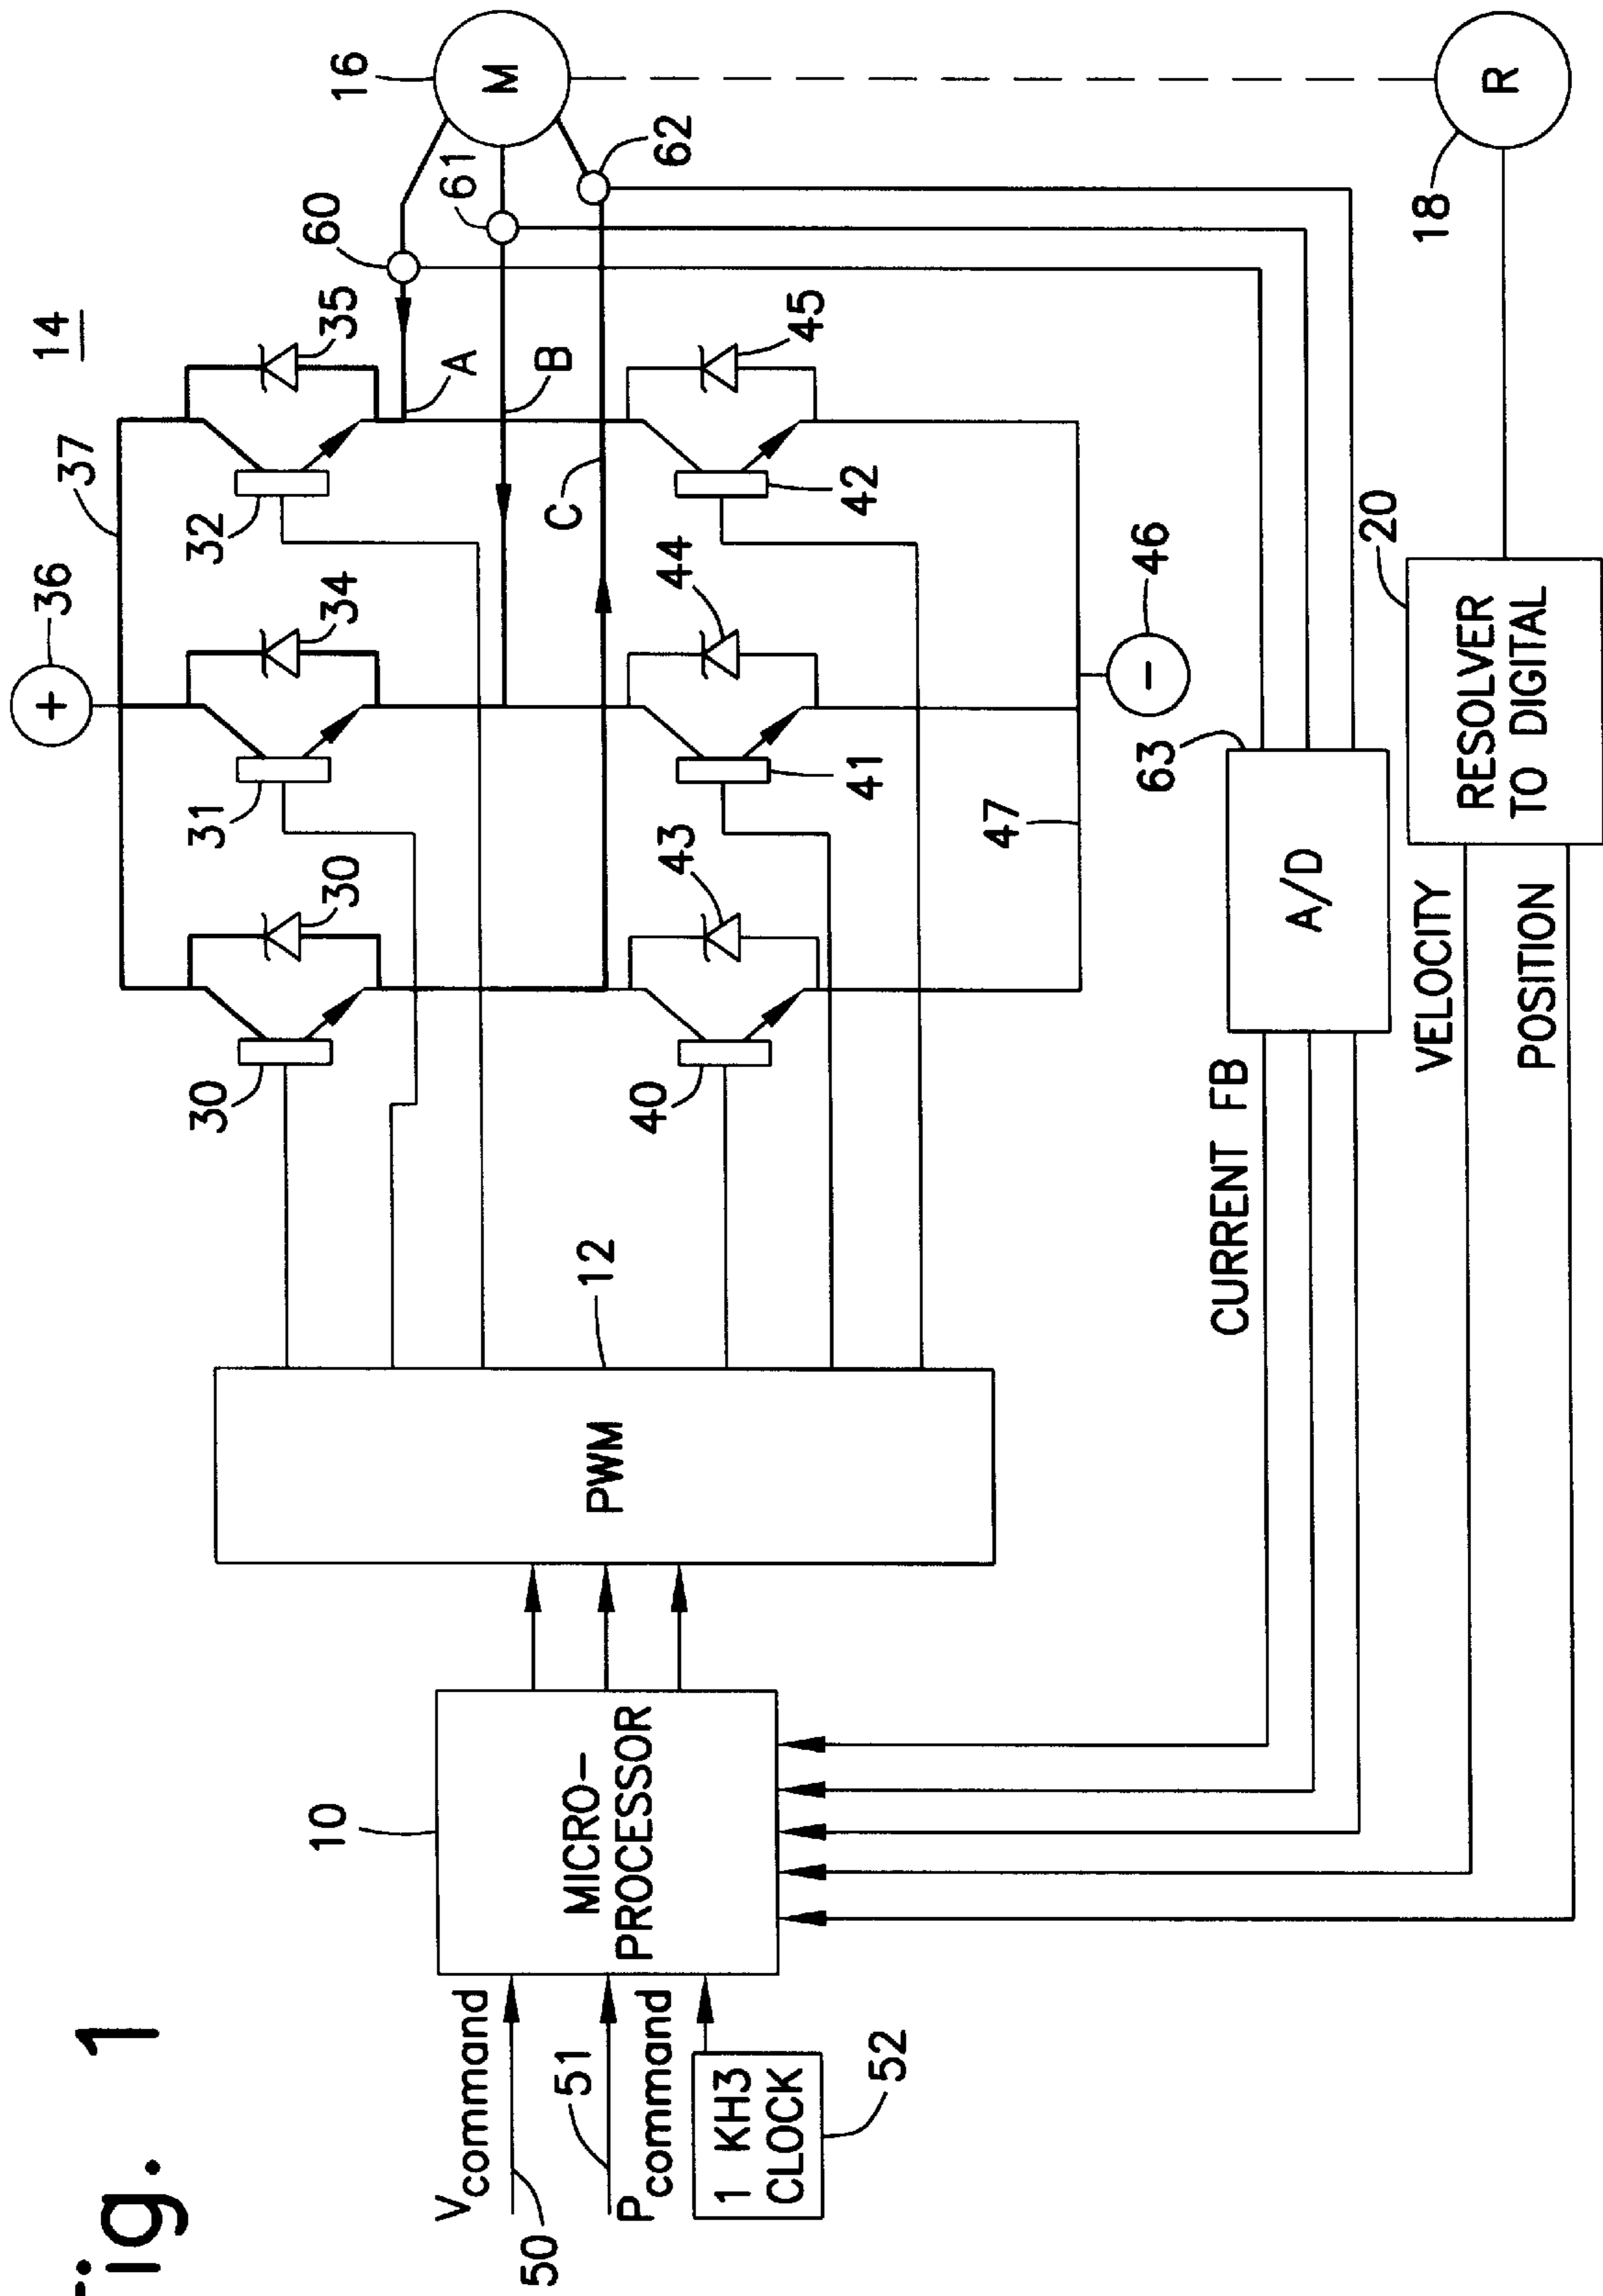 Fig. 1
14
36
+
37
16
M
30
30
31
34
32
35
60
61
62
A
B
C
40
43
41
44
42
45
46
−
47
12
PWM
10
MICRO-
PROCESSOR
Vcommand
50
51
Pcommand
1 KH3
CLOCK
52
CURRENT FB
63
A/D
VELOCITY
POSITION
20
RESOLVER
TO DIGITAL
18
R